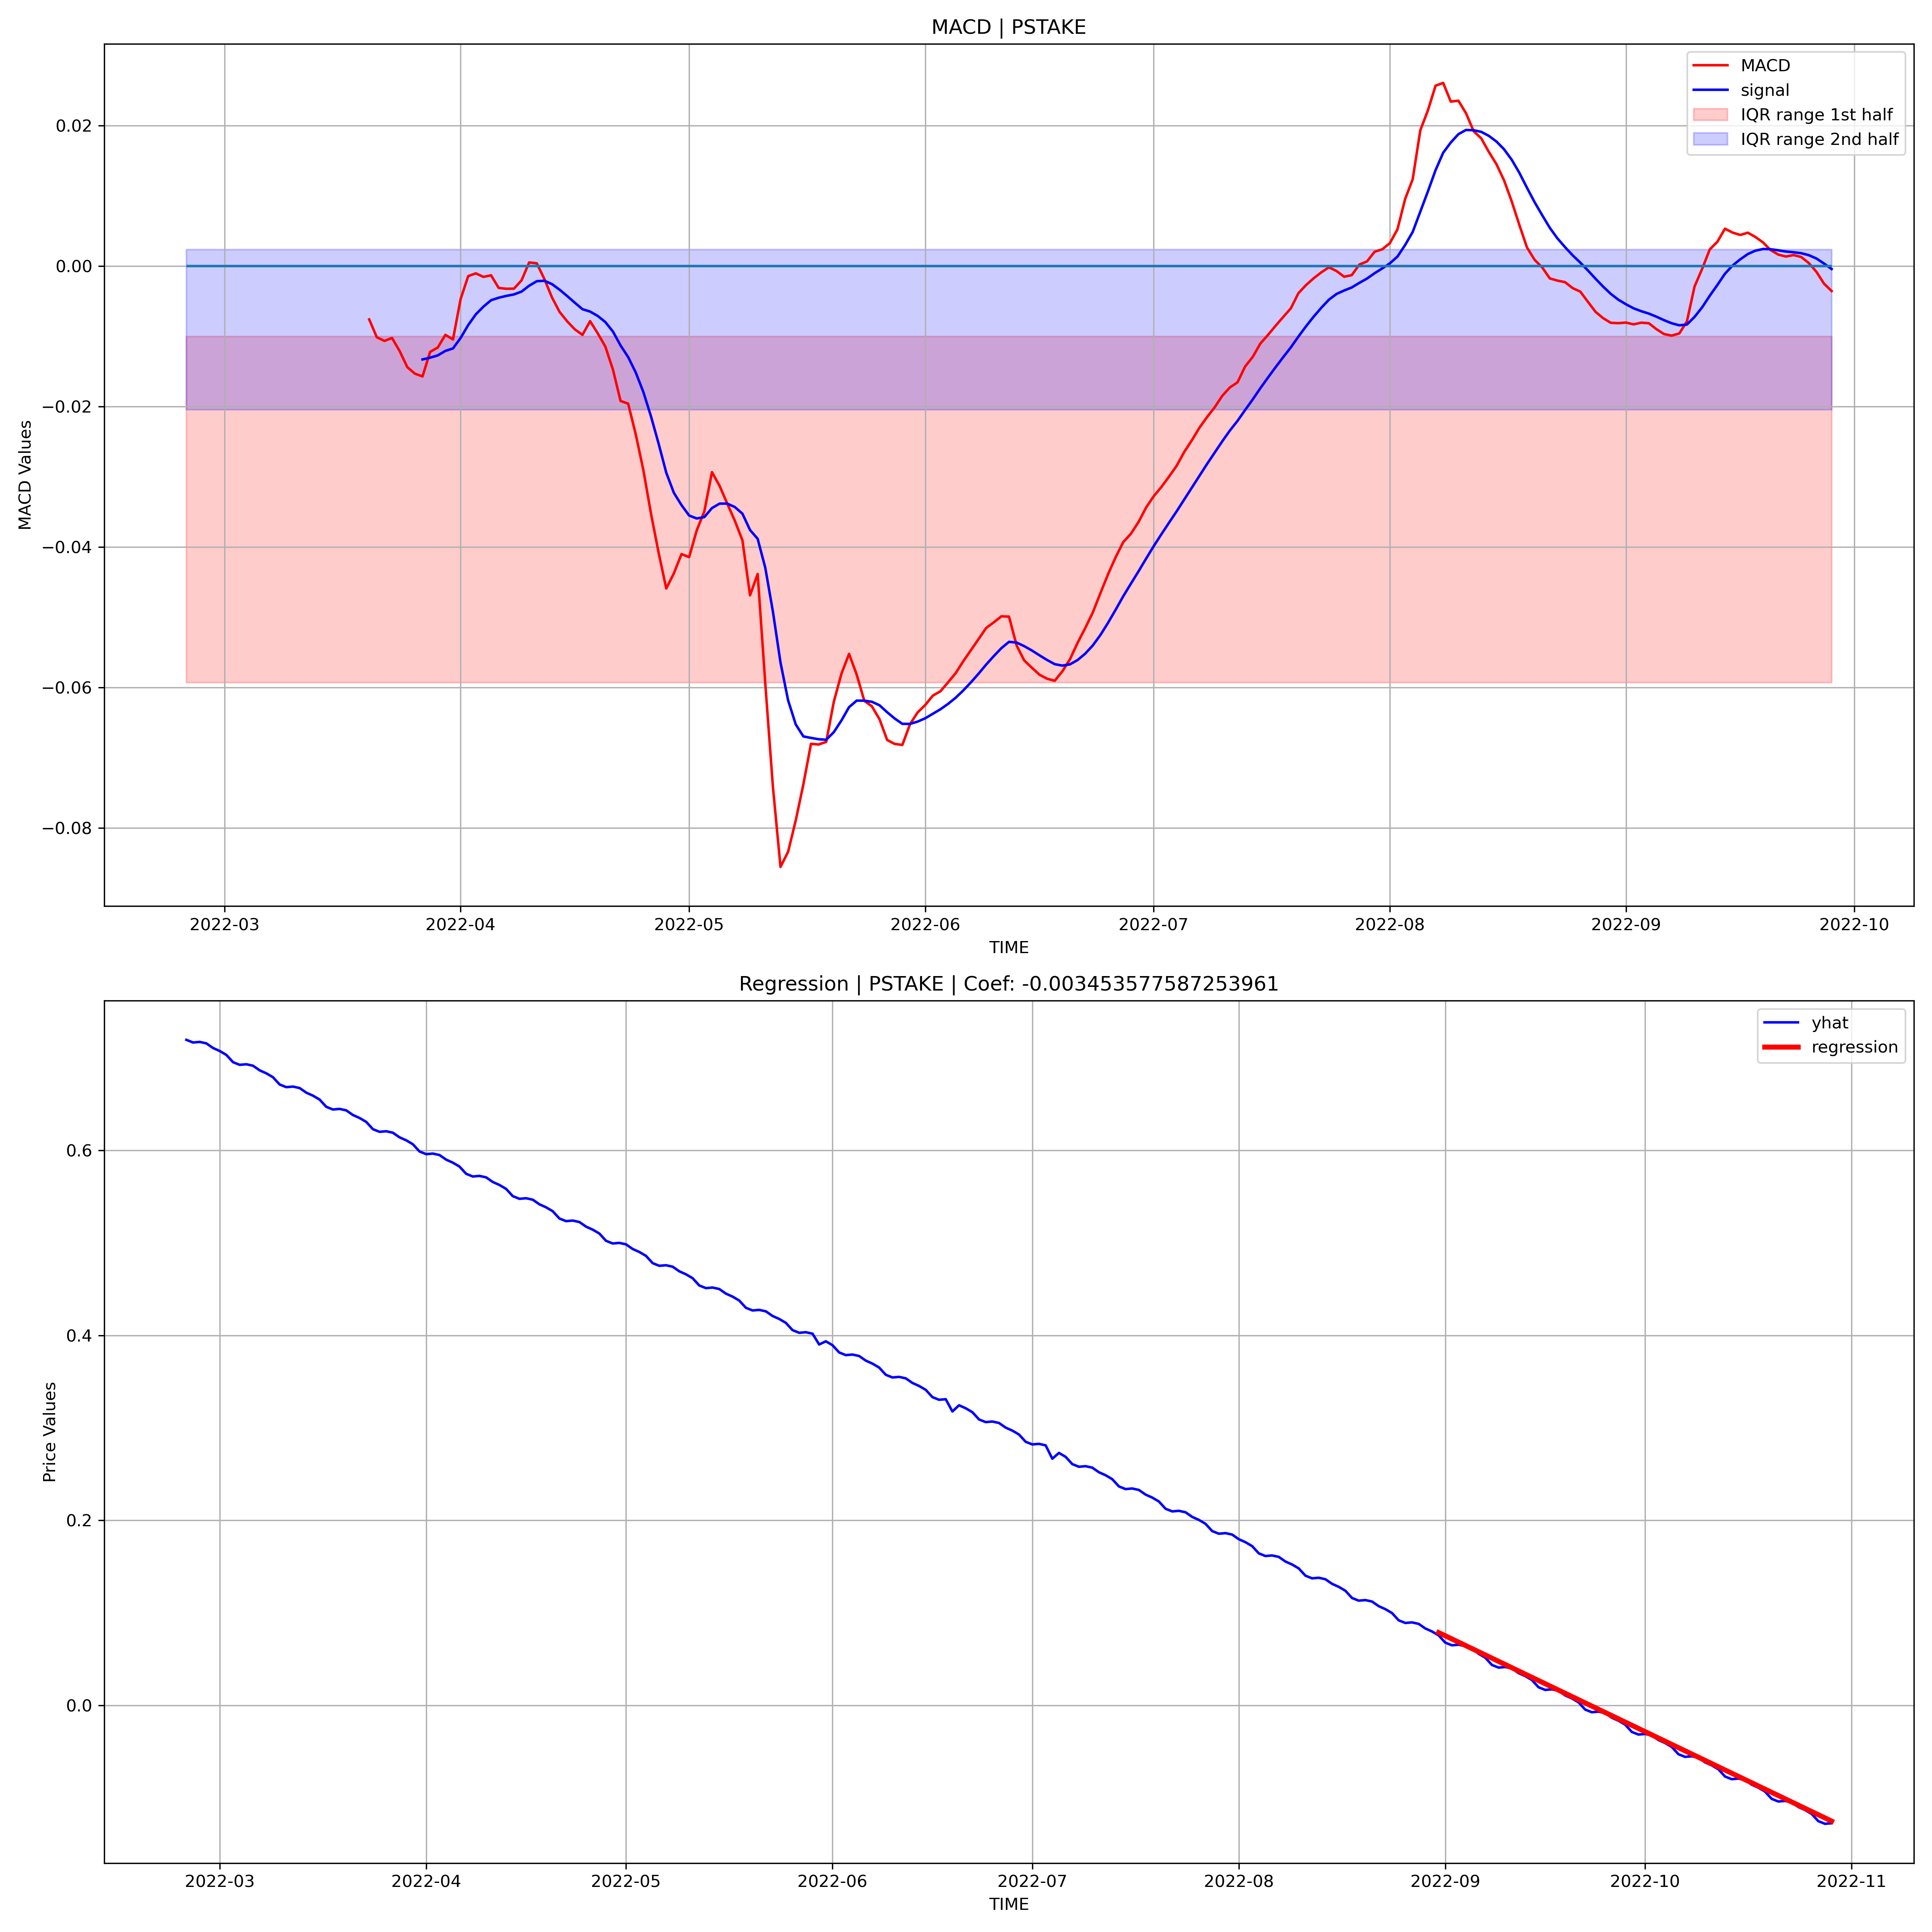 MACD | PSTAKE
MACD
signal
IQR range 1st half
IQR range 2nd half
MACD Values
0.02
0.00
−0.02
−0.04
−0.06
−0.08
2022-03 2022-04 2022-05 2022-06 2022-07 2022-08 2022-09 2022-10
TIME
Regression | PSTAKE | Coef: -0.003453577587253961
yhat
regression
Price Values
0.6
0.4
0.2
0.0
2022-03 2022-04 2022-05 2022-06 2022-07 2022-08 2022-09 2022-10 2022-11
TIME